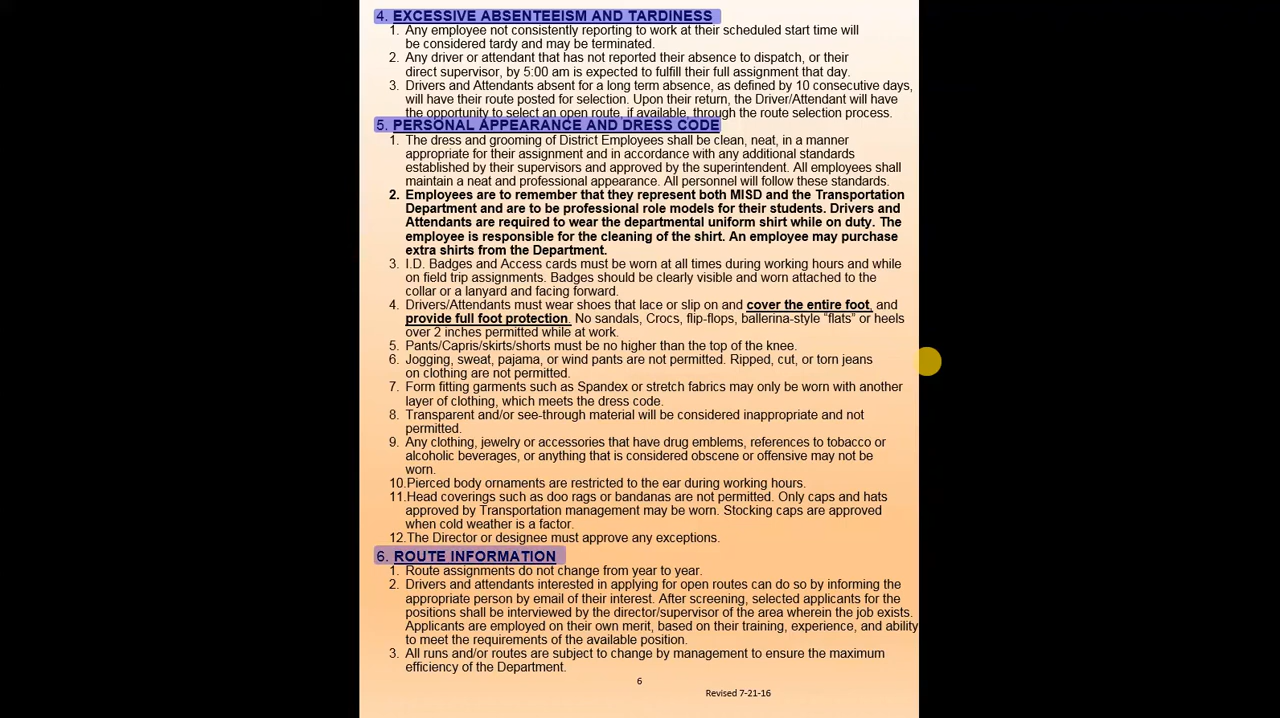 4. EXCESSIVE ABSENTEEISM AND TARDINESS
1. Any employee not consistently reporting to work at their scheduled start time will
be considered tardy and may be terminated.
2. Any driver or attendant that has not reported their absence to dispatch, or their
direct supervisor, by 5:00 am is expected to fulfill their full assignment that day.
3. Drivers and Attendants absent for a long term absence, as defined by 10 consecutive days,
will have their route posted for selection. Upon their return, the Driver/Attendant will have
the opportunity to select an open route, if available, through the route selection process.
5. PERSONAL APPEARANCE AND DRESS CODE
1. The dress and grooming of District Employees shall be clean, neat, in a manner
appropriate for their assignment and in accordance with any additional standards
established by their supervisors and approved by the superintendent. All employees shall
maintain a neat and professional appearance. All personnel will follow these standards.
2. Employees are to remember that they represent both MISD and the Transportation
Department and are to be professional role models for their students. Drivers and
Attendants are required to wear the departmental uniform shirt while on duty. The
employee is responsible for the cleaning of the shirt. An employee may purchase
extra shirts from the Department.
3. I.D. Badges and Access cards must be worn at all times during working hours and while
on field trip assignments. Badges should be clearly visible and worn attached to the
collar or a lanyard and facing forward.
4. Drivers/Attendants must wear shoes that lace or slip on and cover the entire foot, and
provide full foot protection. No sandals, Crocs, flip-flops, ballerina-style "flats" or heels
over 2 inches permitted while at work.
5. Pants/Capris/skirts/shorts must be no higher than the top of the knee.
6. Jogging, sweat, pajama, or wind pants are not permitted. Ripped, cut, or torn jeans
on clothing are not permitted.
7. Form fitting garments such as Spandex or stretch fabrics may only be worn with another
layer of clothing, which meets the dress code.
8. Transparent and/or see-through material will be considered inappropriate and not
permitted.
9. Any clothing, jewelry or accessories that have drug emblems, references to tobacco or
alcoholic beverages, or anything that is considered obscene or offensive may not be
worn.
10.Pierced body ornaments are restricted to the ear during working hours.
11.Head coverings such as doo rags or bandanas are not permitted. Only caps and hats
approved by Transportation management may be worn. Stocking caps are approved
when cold weather is a factor.
12.The Director or designee must approve any exceptions.
6. ROUTE INFORMATION
1. Route assignments do not change from year to year.
2. Drivers and attendants interested in applying for open routes can do so by informing the
appropriate person by email of their interest. After screening, selected applicants for the
positions shall be interviewed by the director/supervisor of the area wherein the job exists.
Applicants are employed on their own merit, based on their training, experience, and ability
to meet the requirements of the available position.
3. All runs and/or routes are subject to change by management to ensure the maximum
efficiency of the Department.
6
Revised 7-21-16